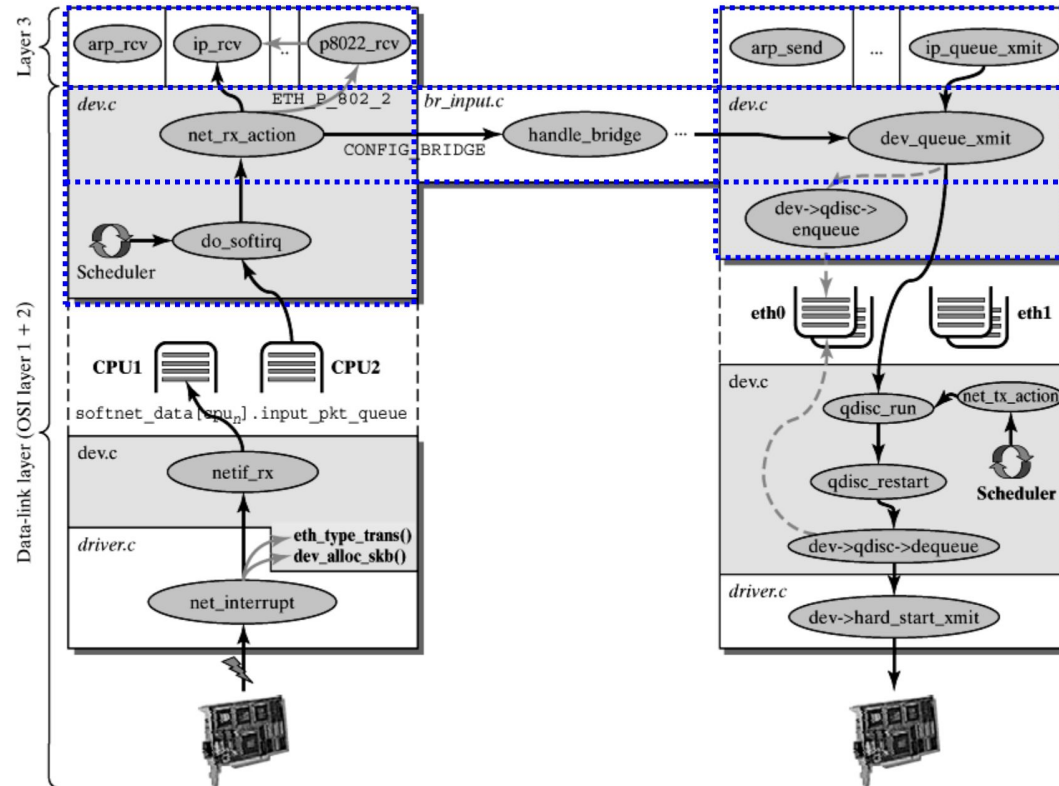 Layer 3
arp_rcv
ip_rcv
..
p8022_rcv
arp_send
...
ip_queue_xmit
ETH_P_802_2
dev.c
br_input.c
dev.c
net_rx_action
handle_bridge
...
dev_queue_xmit
CONFIG_BRIDGE
dev->qdisc->
enqueue
do_softirq
Scheduler
eth0
eth1
CPU1
CPU2
softnet_data[cpun].input_pkt_queue
dev.c
net_tx_action
qdisc_run
dev.c
netif_rx
qdisc_restart
Scheduler
Data-link layer (OSI layer 1 + 2)
driver.c
eth_type_trans()
dev_alloc_skb()
dev->qdisc->dequeue
driver.c
net_interrupt
dev->hard_start_xmit